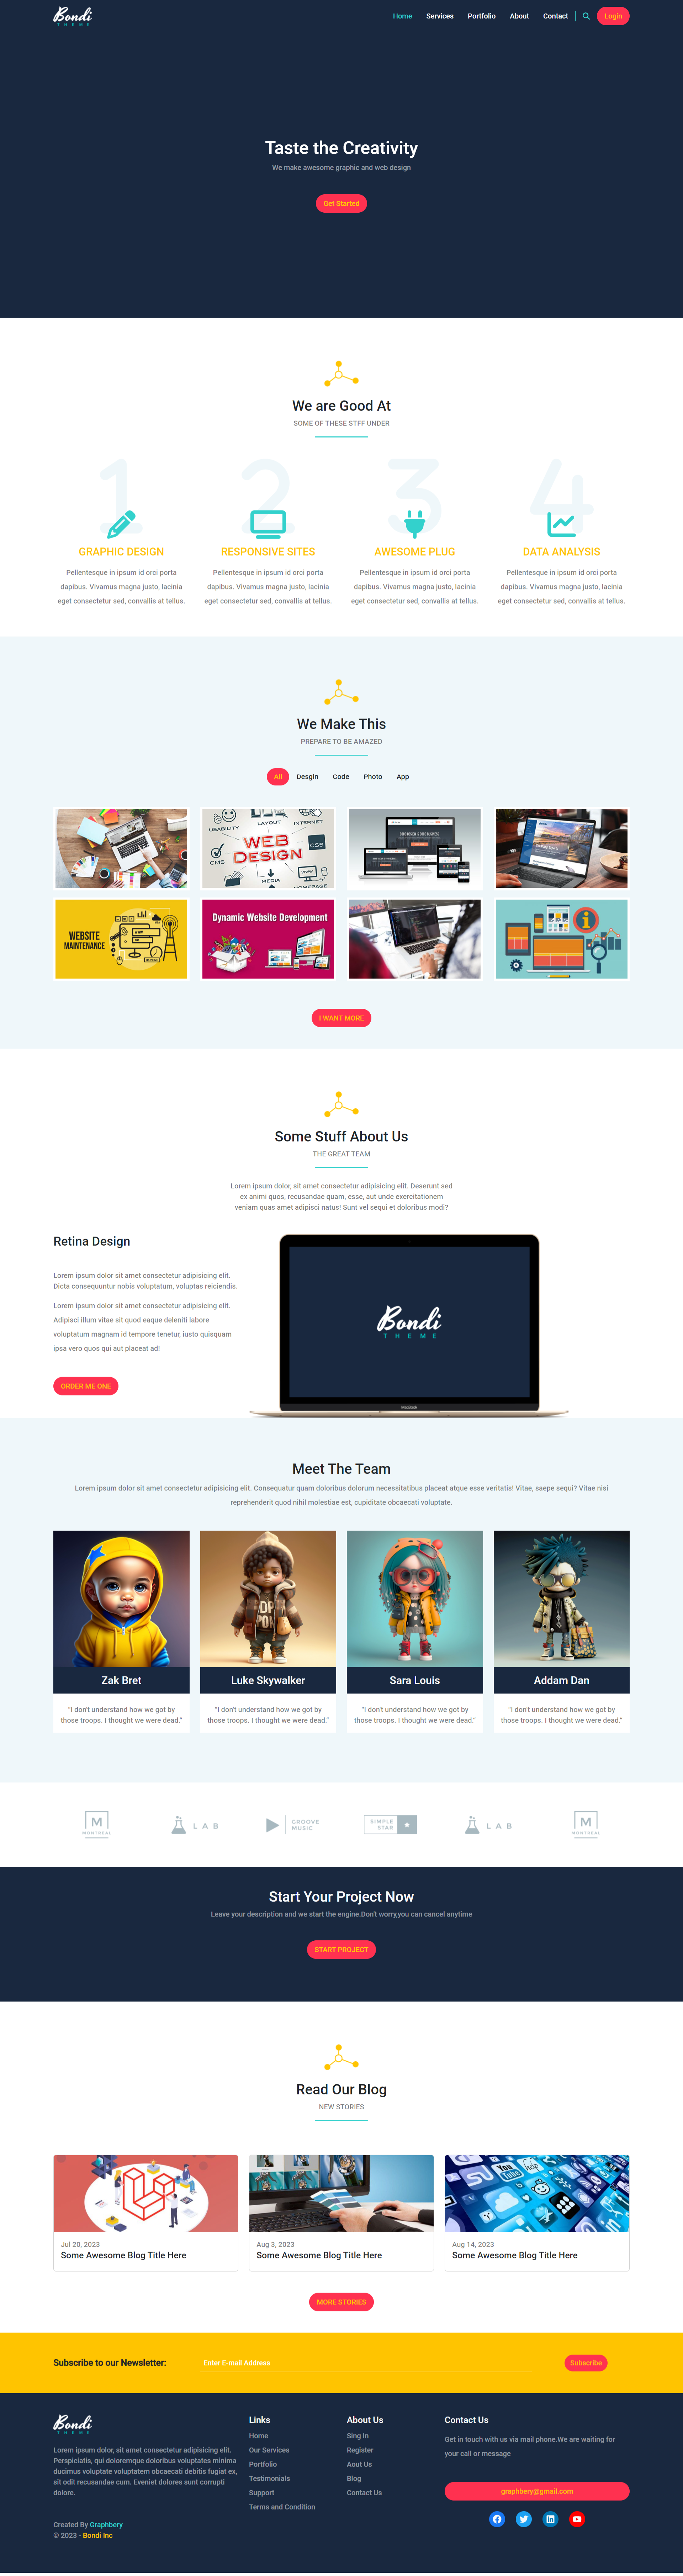 Bondi
THEME
Home Services Portfolio About Contact Login
Taste the Creativity
We make awesome graphic and web design
Get Started
We are Good At
SOME OF THESE STFF UNDER
1 2 3 4
GRAPHIC DESIGN
Pellentesque in ipsum id orci porta
dapibus. Vivamus magna justo, lacinia
eget consectetur sed, convallis at tellus.
RESPONSIVE SITES
Pellentesque in ipsum id orci porta
dapibus. Vivamus magna justo, lacinia
eget consectetur sed, convallis at tellus.
AWESOME PLUG
Pellentesque in ipsum id orci porta
dapibus. Vivamus magna justo, lacinia
eget consectetur sed, convallis at tellus.
DATA ANALYSIS
Pellentesque in ipsum id orci porta
dapibus. Vivamus magna justo, lacinia
eget consectetur sed, convallis at tellus.
We Make This
PREPARE TO BE AMAZED
All Desgin Code Photo App
USABILITY
LAYOUT
INTERNET
WEB
DESIGN
CSS
CMS
MEDIA
HOMEPAGE
WEBSITE
MAINTENANCE
Dynamic Website Development
I WANT MORE
Some Stuff About Us
THE GREAT TEAM
Lorem ipsum dolor, sit amet consectetur adipisicing elit. Deserunt sed
ex animi quos, recusandae quam, esse, aut unde exercitationem
veniam quas amet adipisci natus! Sunt vel sequi et doloribus modi?
Retina Design
Lorem ipsum dolor sit amet consectetur adipisicing elit.
Dicta consequuntur nobis voluptatum, voluptas reiciendis.
Lorem ipsum dolor sit amet consectetur adipisicing elit.
Adipisci illum vitae sit quod eaque deleniti labore
voluptatum magnam id tempore tenetur, iusto quisquam
ipsa vero quos qui aut placeat ad!
ORDER ME ONE
Bondi
THEME
MacBook
Meet The Team
Lorem ipsum dolor sit amet consectetur adipisicing elit. Consequatur quam doloribus dolorum necessitatibus placeat atque esse veritatis! Vitae, saepe sequi? Vitae nisi
reprehenderit quod nihil molestiae est, cupiditate obcaecati voluptate.
Zak Bret
"I don't understand how we got by
those troops. I thought we were dead."
Luke Skywalker
"I don't understand how we got by
those troops. I thought we were dead."
Sara Louis
"I don't understand how we got by
those troops. I thought we were dead."
Addam Dan
"I don't understand how we got by
those troops. I thought we were dead."
M
MONTREAL
LAB
GROOVE
MUSIC
SIMPLE
STAR
LAB
M
MONTREAL
Start Your Project Now
Leave your description and we start the engine.Don't worry,you can cancel anytime
START PROJECT
Read Our Blog
NEW STORIES
Jul 20, 2023
Some Awesome Blog Title Here
Aug 3, 2023
Some Awesome Blog Title Here
You Tube
Help
Aug 14, 2023
Some Awesome Blog Title Here
MORE STORIES
Subscribe to our Newsletter:
Enter E-mail Address
Subscribe
Bondi
THEME
Lorem ipsum dolor, sit amet consectetur adipisicing elit.
Perspiciatis, qui doloremque doloribus voluptates minima
ducimus voluptate voluptatem obcaecati debitis fugiat ex,
sit odit recusandae cum. Eveniet dolores sunt corrupti
dolore.
Created By Graphbery
© 2023 - Bondi Inc
Links
Home
Our Services
Portfolio
Testimonials
Support
Terms and Condition
About Us
Sing In
Register
Aout Us
Blog
Contact Us
Contact Us
Get in touch with us via mail phone.We are waiting for
your call or message
graphbery@gmail.com